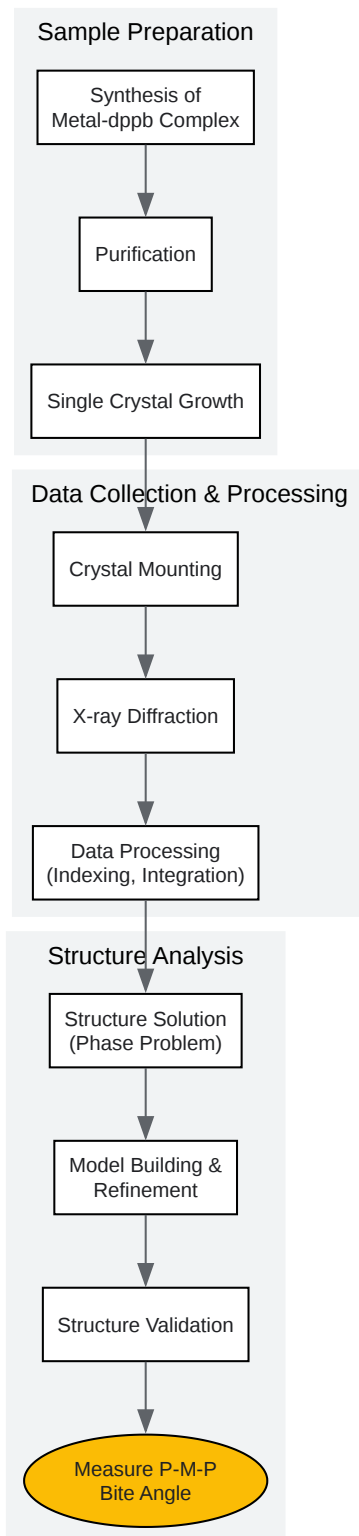 Sample Preparation
Synthesis of
Metal-dppb Complex
Purification
Single Crystal Growth
Data Collection & Processing
Crystal Mounting
X-ray Diffraction
Data Processing
(Indexing, Integration)
Structure Analysis
Structure Solution
(Phase Problem)
Model Building &
Refinement
Structure Validation
Measure P-M-P
Bite Angle